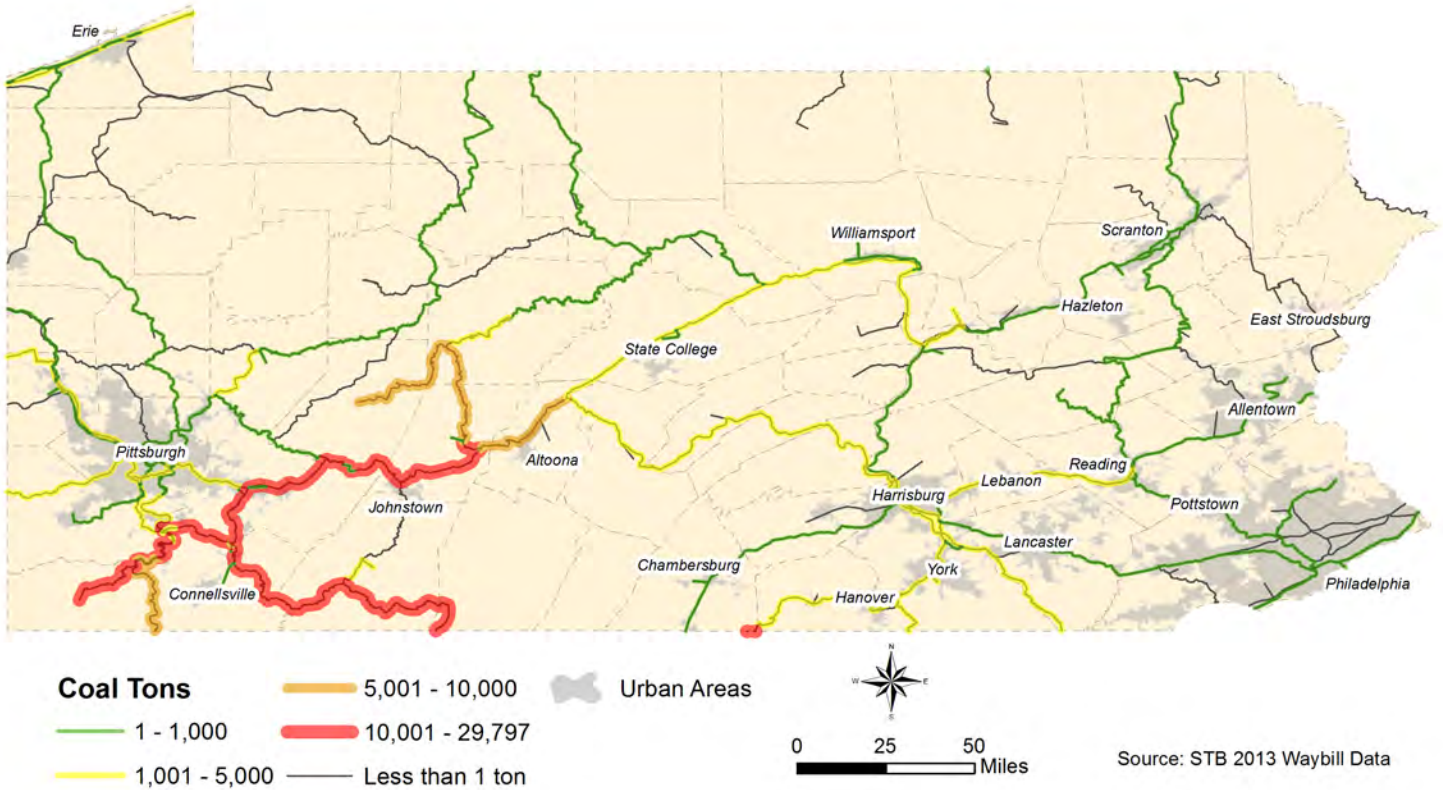 Erie
Williamsport
Scranton
Hazleton
East Stroudsburg
State College
Allentown
Pittsburgh
Altoona
Reading
Lebanon
Harrisburg
Johnstown
Pottstown
Lancaster
Chambersburg
York
Philadelphia
Connellsville
Hanover
Coal Tons
1 - 1,000
1,001 - 5,000
5,001 - 10,000
10,001 - 29,797
Less than 1 ton
Urban Areas
N
W
E
S
0 25 50
Miles
Source: STB 2013 Waybill Data